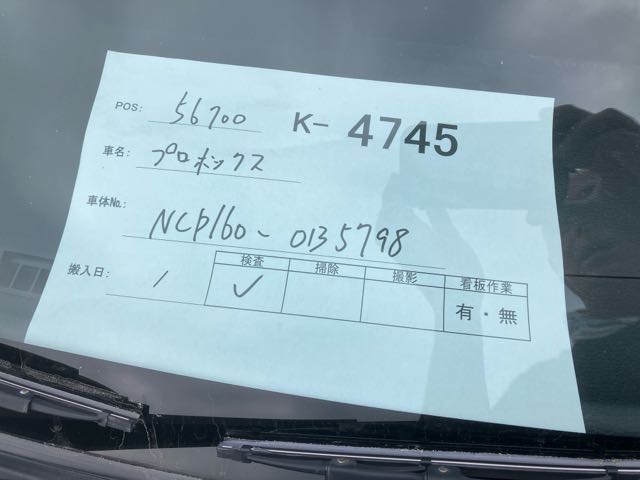 POS: 56700 K- 4745
車名: プロボックス
車体No.: NCP160-0135798
搬入日: /
検査 掃除 撮影 看板作業
✓ 有・無